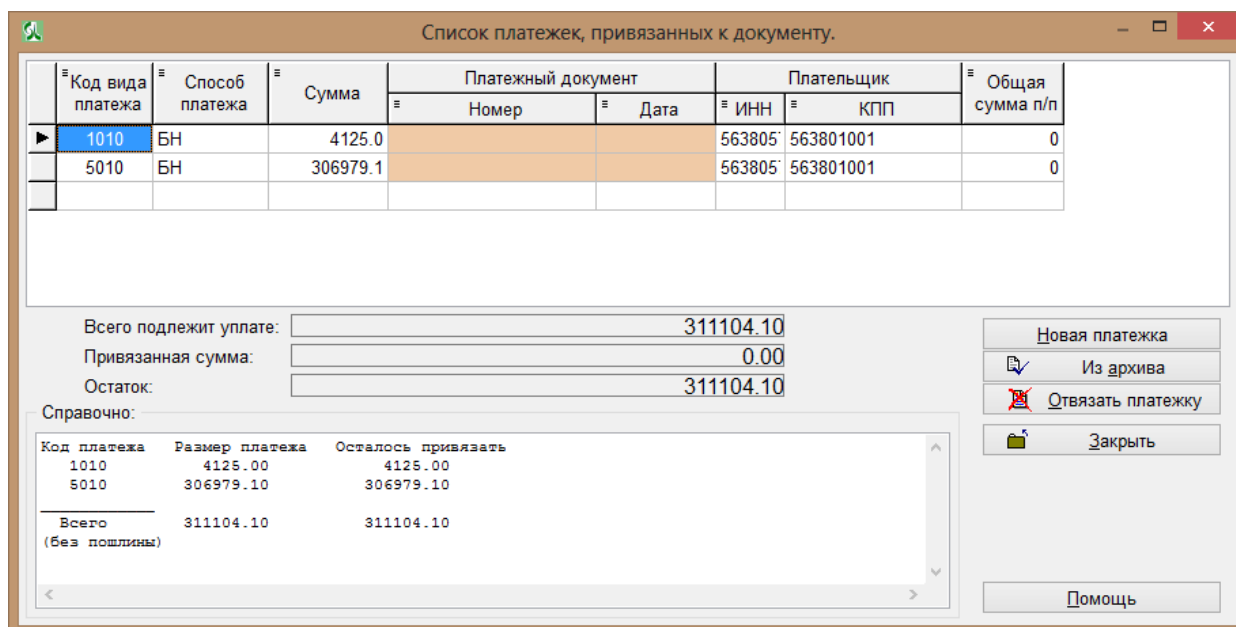 Список платежек, привязанных к документу.
Код вида платежа Способ платежа Сумма Платежный документ Плательщик Общая сумма п/п
Номер Дата ИНН КПП
1010 БН 4125.0 563805 563801001 0
5010 БН 306979.1 563805 563801001 0
Всего подлежит уплате: 311104.10
Привязанная сумма: 0.00
Остаток: 311104.10
Новая платежка
Из архива
Отвязать платежку
Закрыть
Справочно:
Код платежа Размер платежа Осталось привязать
1010 4125.00 4125.00
5010 306979.10 306979.10
Всего 311104.10 311104.10
(без пошлины)
Помощь